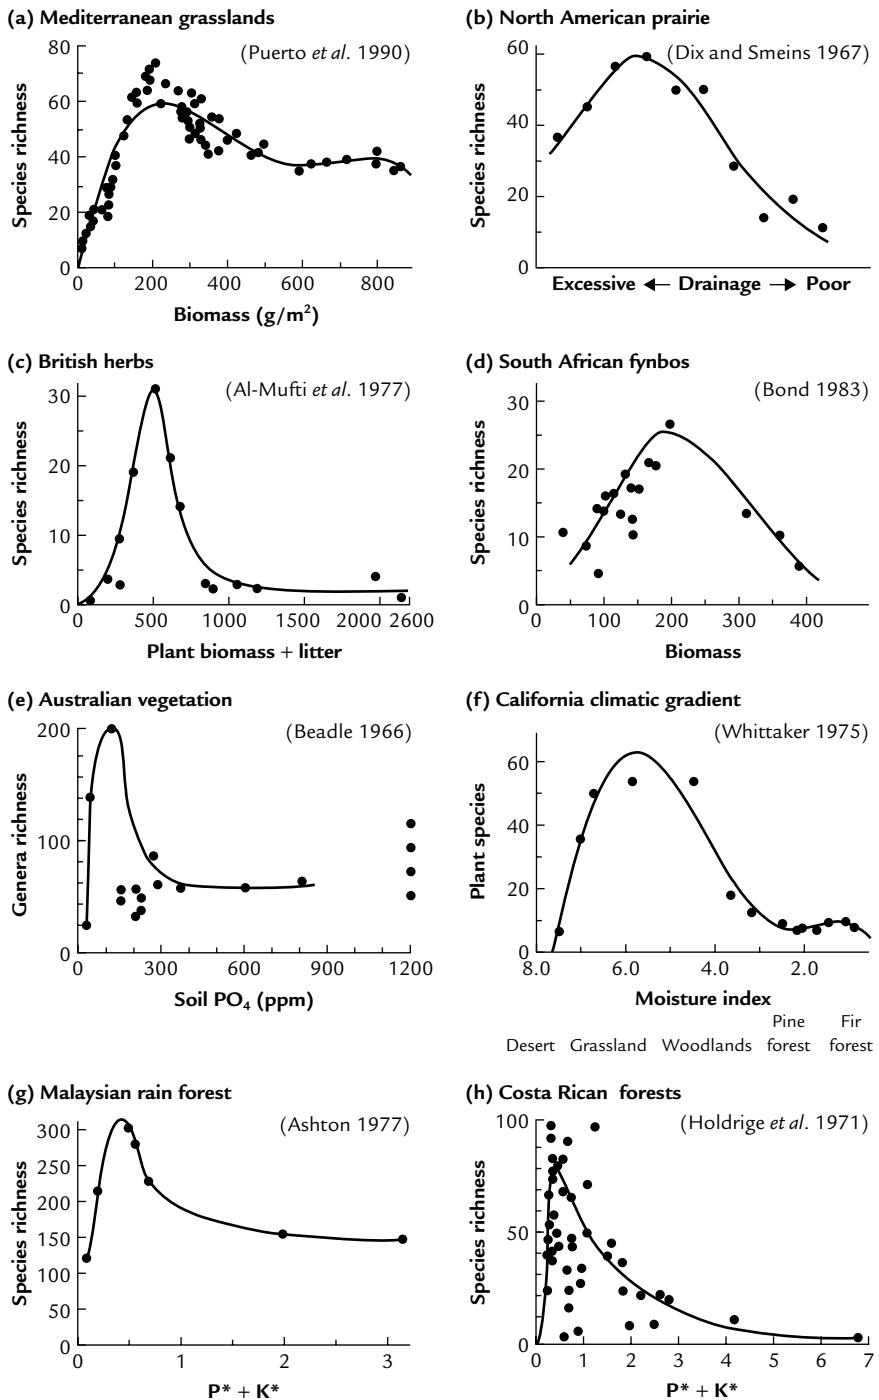 (a) Mediterranean grasslands
(Puerto et al. 1990)
Species richness
80
60
40
20
0
0 200 400 600 800
Biomass (g/m²)
(b) North American prairie
(Dix and Smeins 1967)
Species richness
60
40
20
0
Excessive ← Drainage → Poor
(c) British herbs
(Al-Mufti et al. 1977)
Species richness
30
20
10
0
0 500 1000 1500 2000 2600
Plant biomass + litter
(d) South African fynbos
(Bond 1983)
Species richness
30
20
10
0
0 100 200 300 400
Biomass
(e) Australian vegetation
(Beadle 1966)
Genera richness
200
100
0
0 300 600 900 1200
Soil PO₄ (ppm)
(f) California climatic gradient
(Whittaker 1975)
Plant species
60
40
20
0
8.0 6.0 4.0 2.0
Moisture index
Desert Grassland Woodlands Pine forest Fir forest
(g) Malaysian rain forest
(Ashton 1977)
Species richness
300
250
200
150
100
50
0
0 1 2 3
P* + K*
(h) Costa Rican forests
(Holdrige et al. 1971)
Species richness
100
50
0
0 1 2 3 4 5 6 7
P* + K*